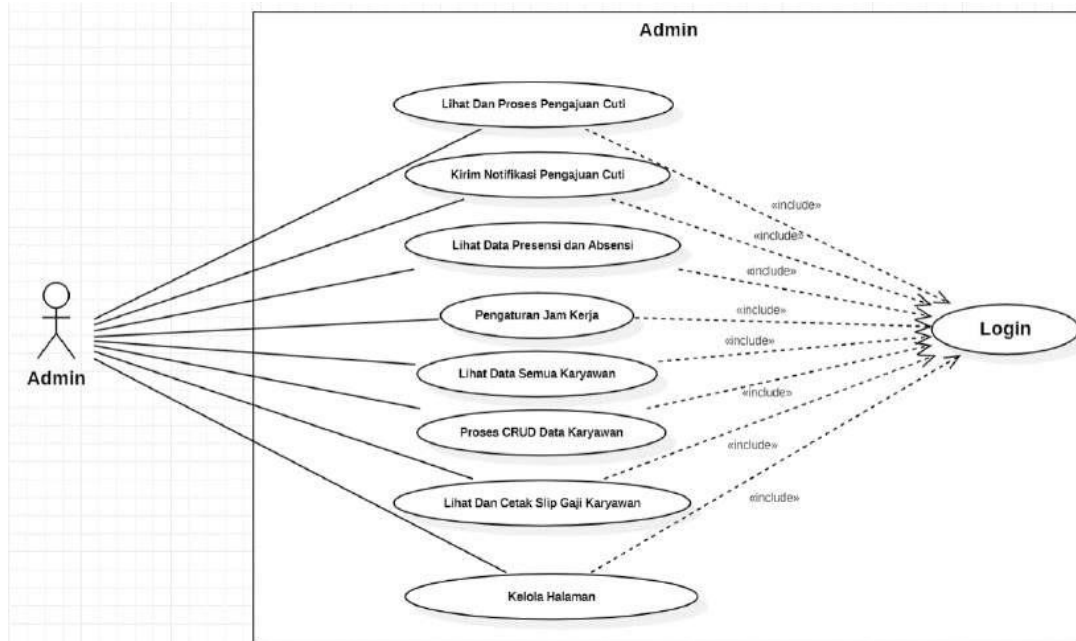 Admin
Lihat Dan Proses Pengajuan Cuti
Kirim Notifikasi Pengajuan Cuti
«include»
«include»
Lihat Data Presensi dan Absensi
«include»
Pengaturan Jam Kerja
«include»
Login
Admin
Lihat Data Semua Karyawan
«include»
Proses CRUD Data Karyawan
«include»
«include»
Lihat Dan Cetak Slip Gaji Karyawan
«include»
Kelola Halaman